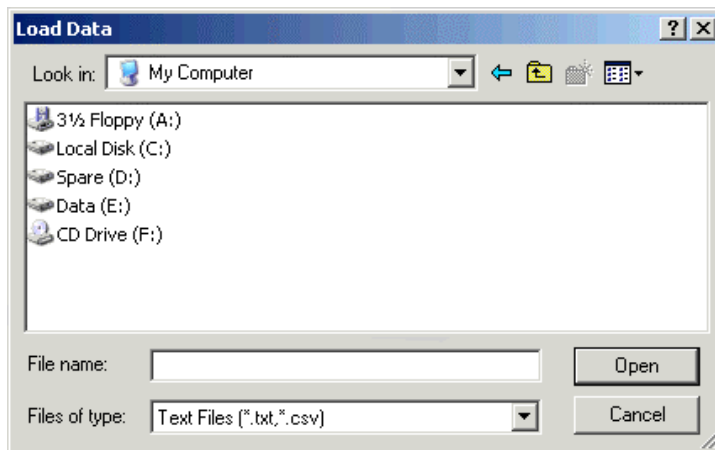 Load Data
Look in: My Computer
3½ Floppy (A:)
Local Disk (C:)
Spare (D:)
Data (E:)
CD Drive (F:)
File name: Open
Files of type: Text Files (*.txt,*.csv) Cancel